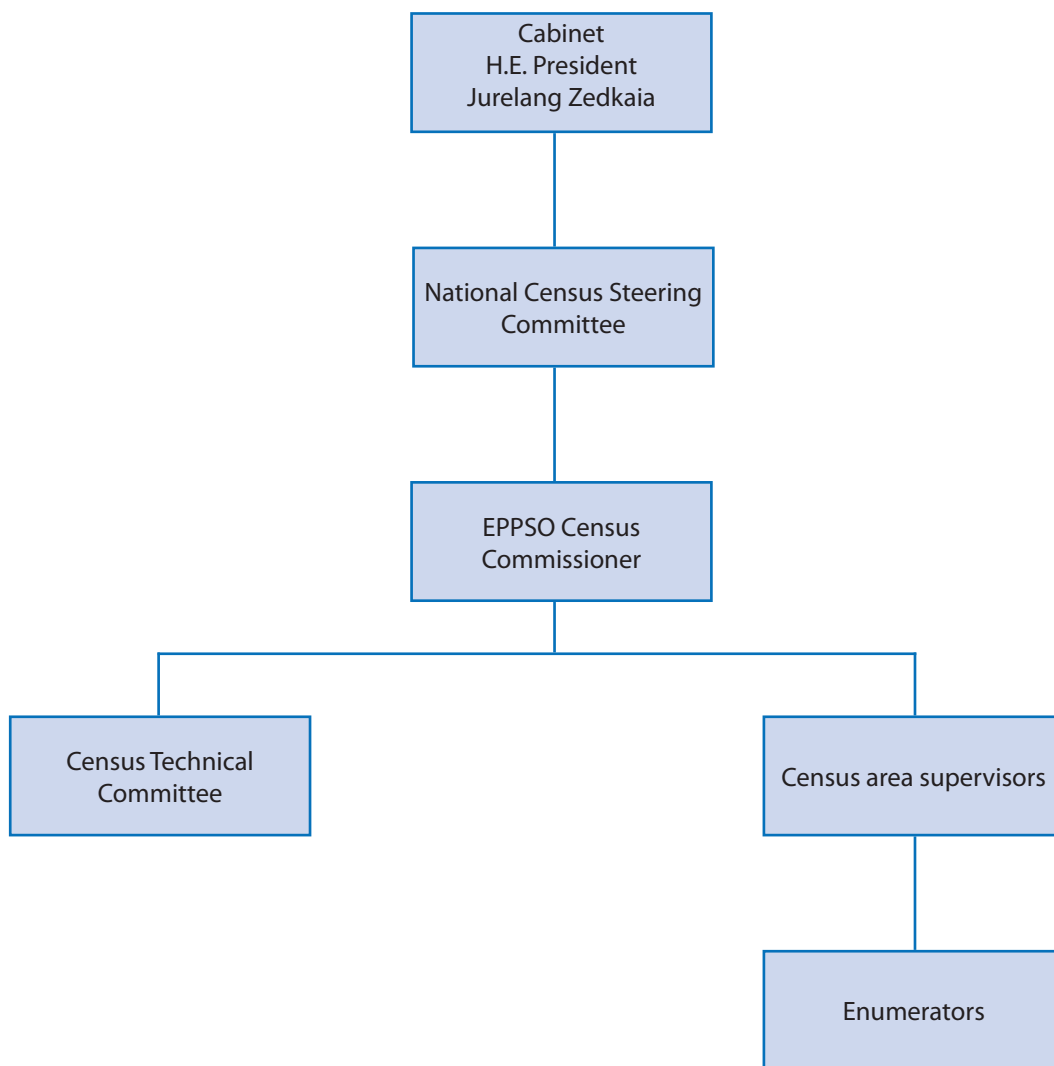 Cabinet
H.E. President
Jurelang Zedkaia
National Census Steering
Committee
EPPSO Census
Commissioner
Census Technical
Committee
Census area supervisors
Enumerators